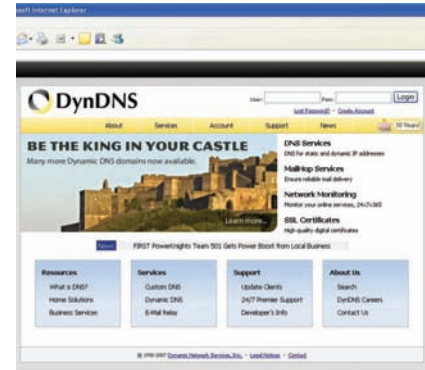 soft Internet Explorer
DynDNS
User: Pass: Login
Lost Password? - Create Account
About Services Account Support News 10 Years!
BE THE KING IN YOUR CASTLE
Many more Dynamic DNS domains now available.
Learn more...
DNS Services
DNS for static and dynamic IP addresses
MailHop Services
Ensure reliable mail delivery
Network Monitoring
Monitor your online services, 24x7x365
SSL Certificates
High quality digital certificates
News FIRST Powerknights Team 501 Gets Power Boost from Local Business
Resources
What is DNS?
Home Solutions
Business Services
Services
Custom DNS
Dynamic DNS
E-Mail Relay
Support
Update Clients
24/7 Premier Support
Developer's Info
About Us
Search
DynDNS Careers
Contact Us
© 1998-2007 Dynamic Network Services, Inc. - Legal Notices - Contact